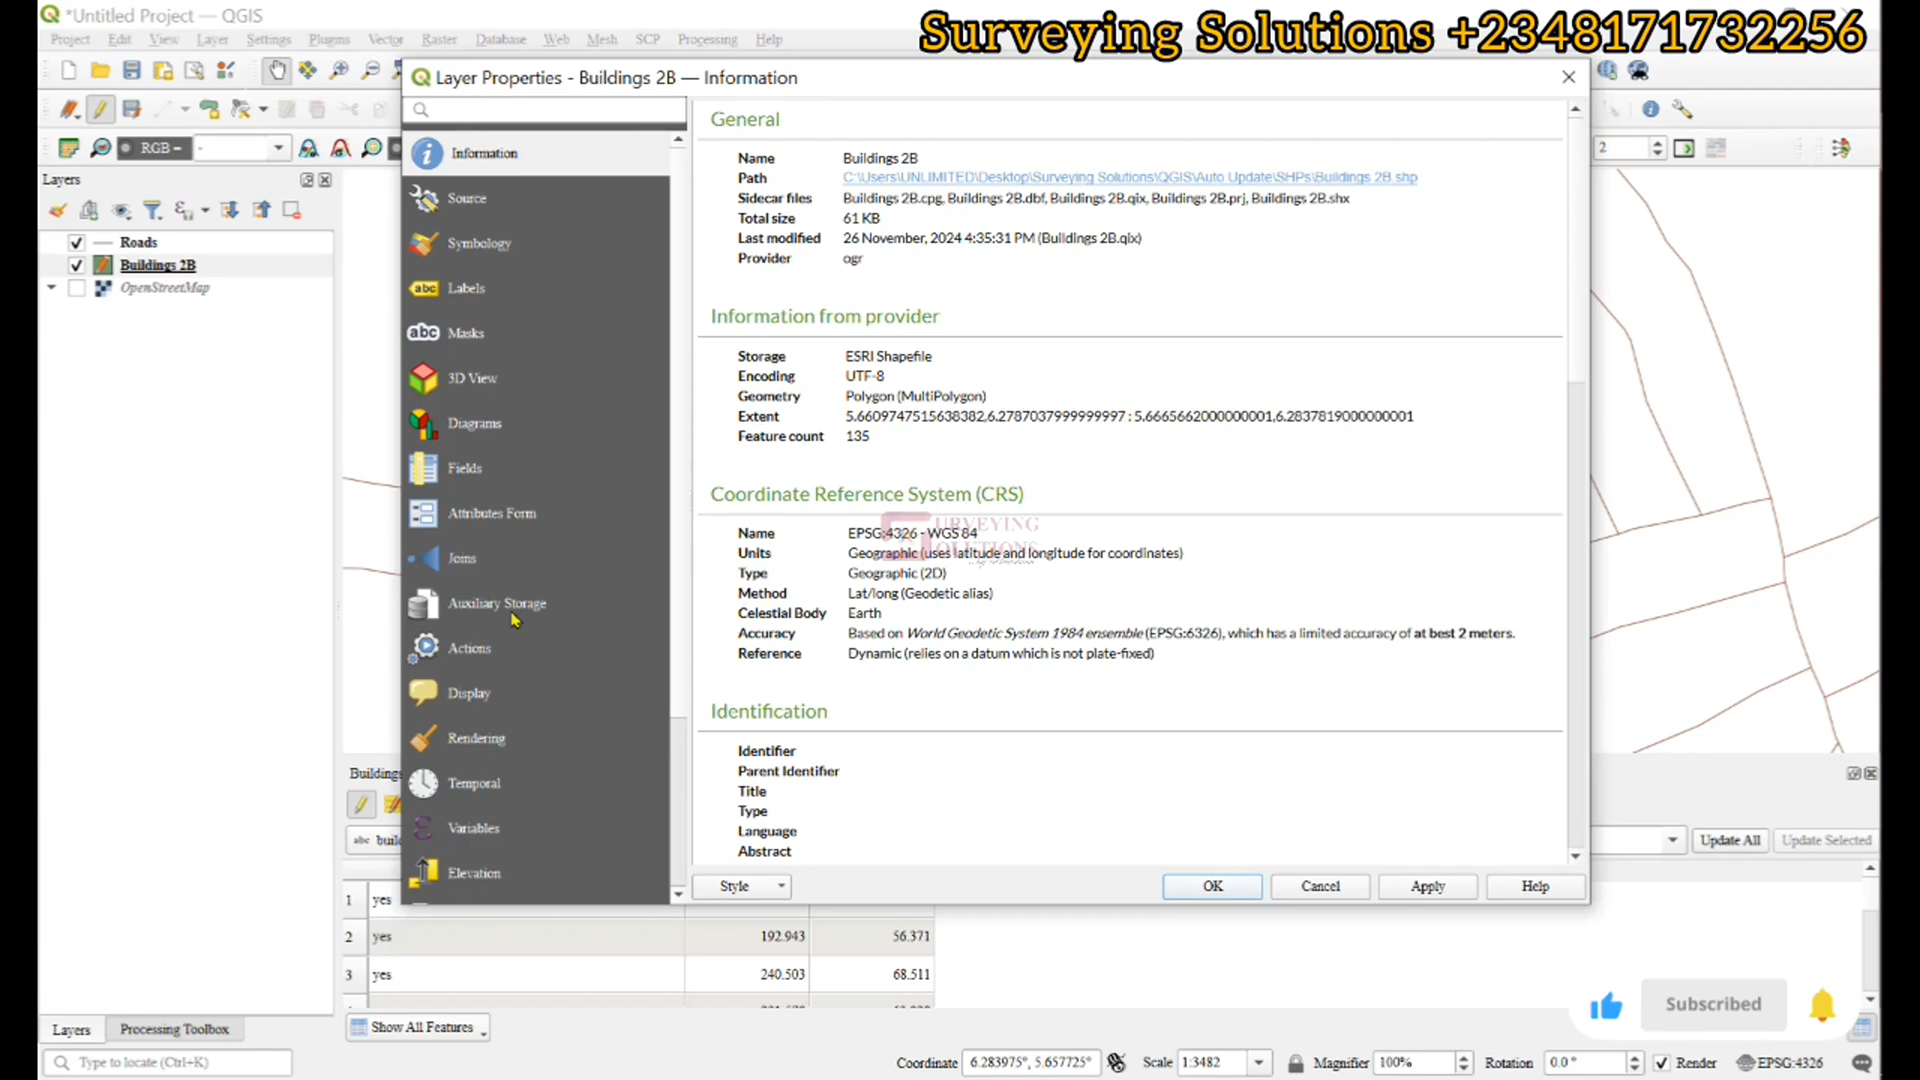 *Untitled Project — QGIS
Surveying Solutions +2348171732256
Project Edit View Layer Settings Plugins Vector Raster Database Web Mesh SCP Processing Help
Layer Properties - Buildings 2B — Information
RGB
2
Layers
Roads
Buildings 2B
OpenStreetMap
Information
Source
Symbology
Labels
Masks
3D View
Diagrams
Fields
Attributes Form
Joins
Auxiliary Storage
Actions
Display
Rendering
Temporal
Variables
Elevation
General
Name Buildings 2B
Path C:\Users\UNLIMITED\Desktop\Surveying Solutions\QGIS\Auto Update\SHPs\Buildings 2B.shp
Sidecar files Buildings 2B.cpg, Buildings 2B.dbf, Buildings 2B.qix, Buildings 2B.prj, Buildings 2B.shx
Total size 61 KB
Last modified 26 November, 2024 4:35:31 PM (Buildings 2B.qix)
Provider ogr
Information from provider
Storage ESRI Shapefile
Encoding UTF-8
Geometry Polygon (MultiPolygon)
Extent 5.6609747515638382,6.2787037999999997 : 5.6665662000000001,6.2837819000000001
Feature count 135
Coordinate Reference System (CRS)
Name EPSG:4326 - WGS 84
Units Geographic (uses latitude and longitude for coordinates)
Type Geographic (2D)
Method Lat/long (Geodetic alias)
Celestial Body Earth
Accuracy Based on World Geodetic System 1984 ensemble (EPSG:6326), which has a limited accuracy of at best 2 meters.
Reference Dynamic (relies on a datum which is not plate-fixed)
SURVEYING
SOLUTIONS
Identification
Identifier
Parent Identifier
Title
Type
Language
Abstract
Style OK Cancel Apply Help
Buildings
abc buil
Update All Update Selected
1 yes
2 yes 192.943 56.371
3 yes 240.503 68.511
Subscribed
Layers Processing Toolbox Show All Features
Type to locate (Ctrl+K) Coordinate 6.283975°, 5.657725° Scale 1:3482 Magnifier 100% Rotation 0.0 ° Render EPSG:4326